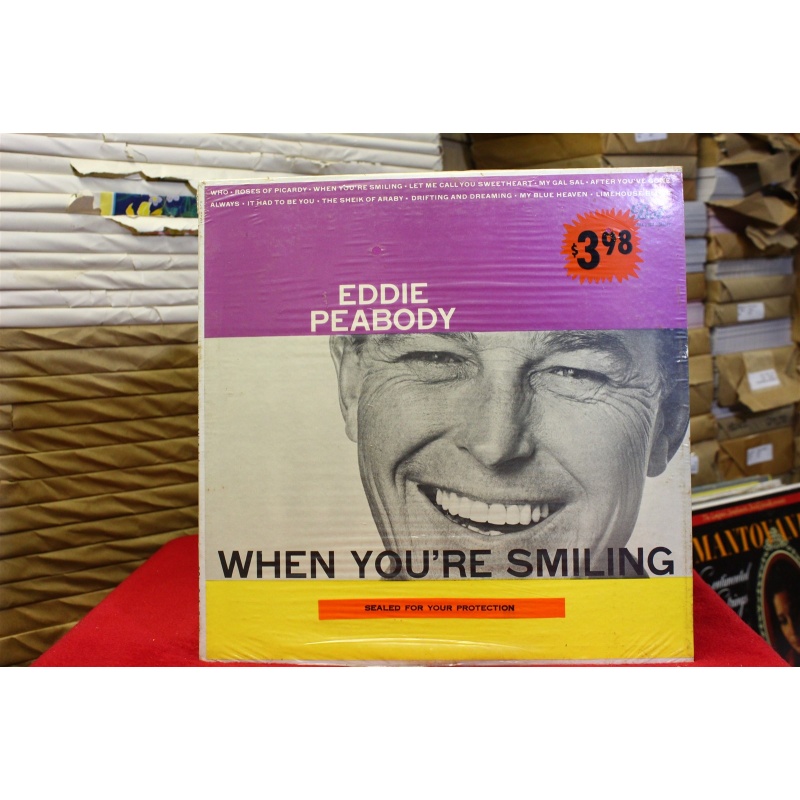 WHO • ROSES OF PICARDY • WHEN YOU'RE SMILING • LET ME CALL YOU SWEETHEART • MY GAL SAL • AFTER YOU'VE GONE
ALWAYS • IT HAD TO BE YOU • THE SHEIK OF ARABY • DRIFTING AND DREAMING • MY BLUE HEAVEN • LIMEHOUSE
$3.98
EDDIE
PEABODY
WHEN YOU'RE SMILING
SEALED FOR YOUR PROTECTION
MANTOVANI
Sentimental
Strings